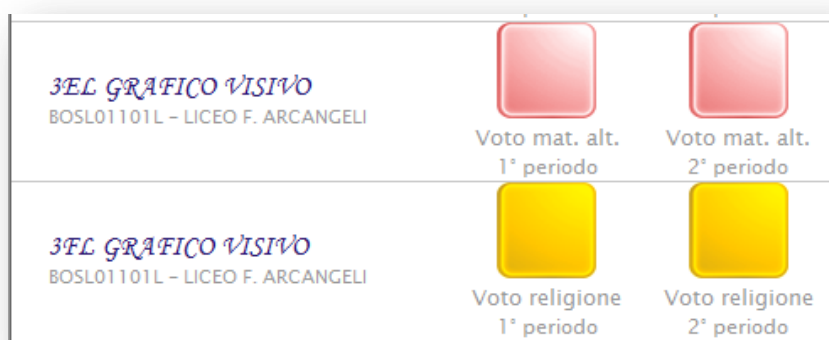 3EL GRAFICO VISIVO
BOSL01101L - LICEO F. ARCANGELI
Voto mat. alt.
1° periodo
Voto mat. alt.
2° periodo
3FL GRAFICO VISIVO
BOSL01101L - LICEO F. ARCANGELI
Voto religione
1° periodo
Voto religione
2° periodo